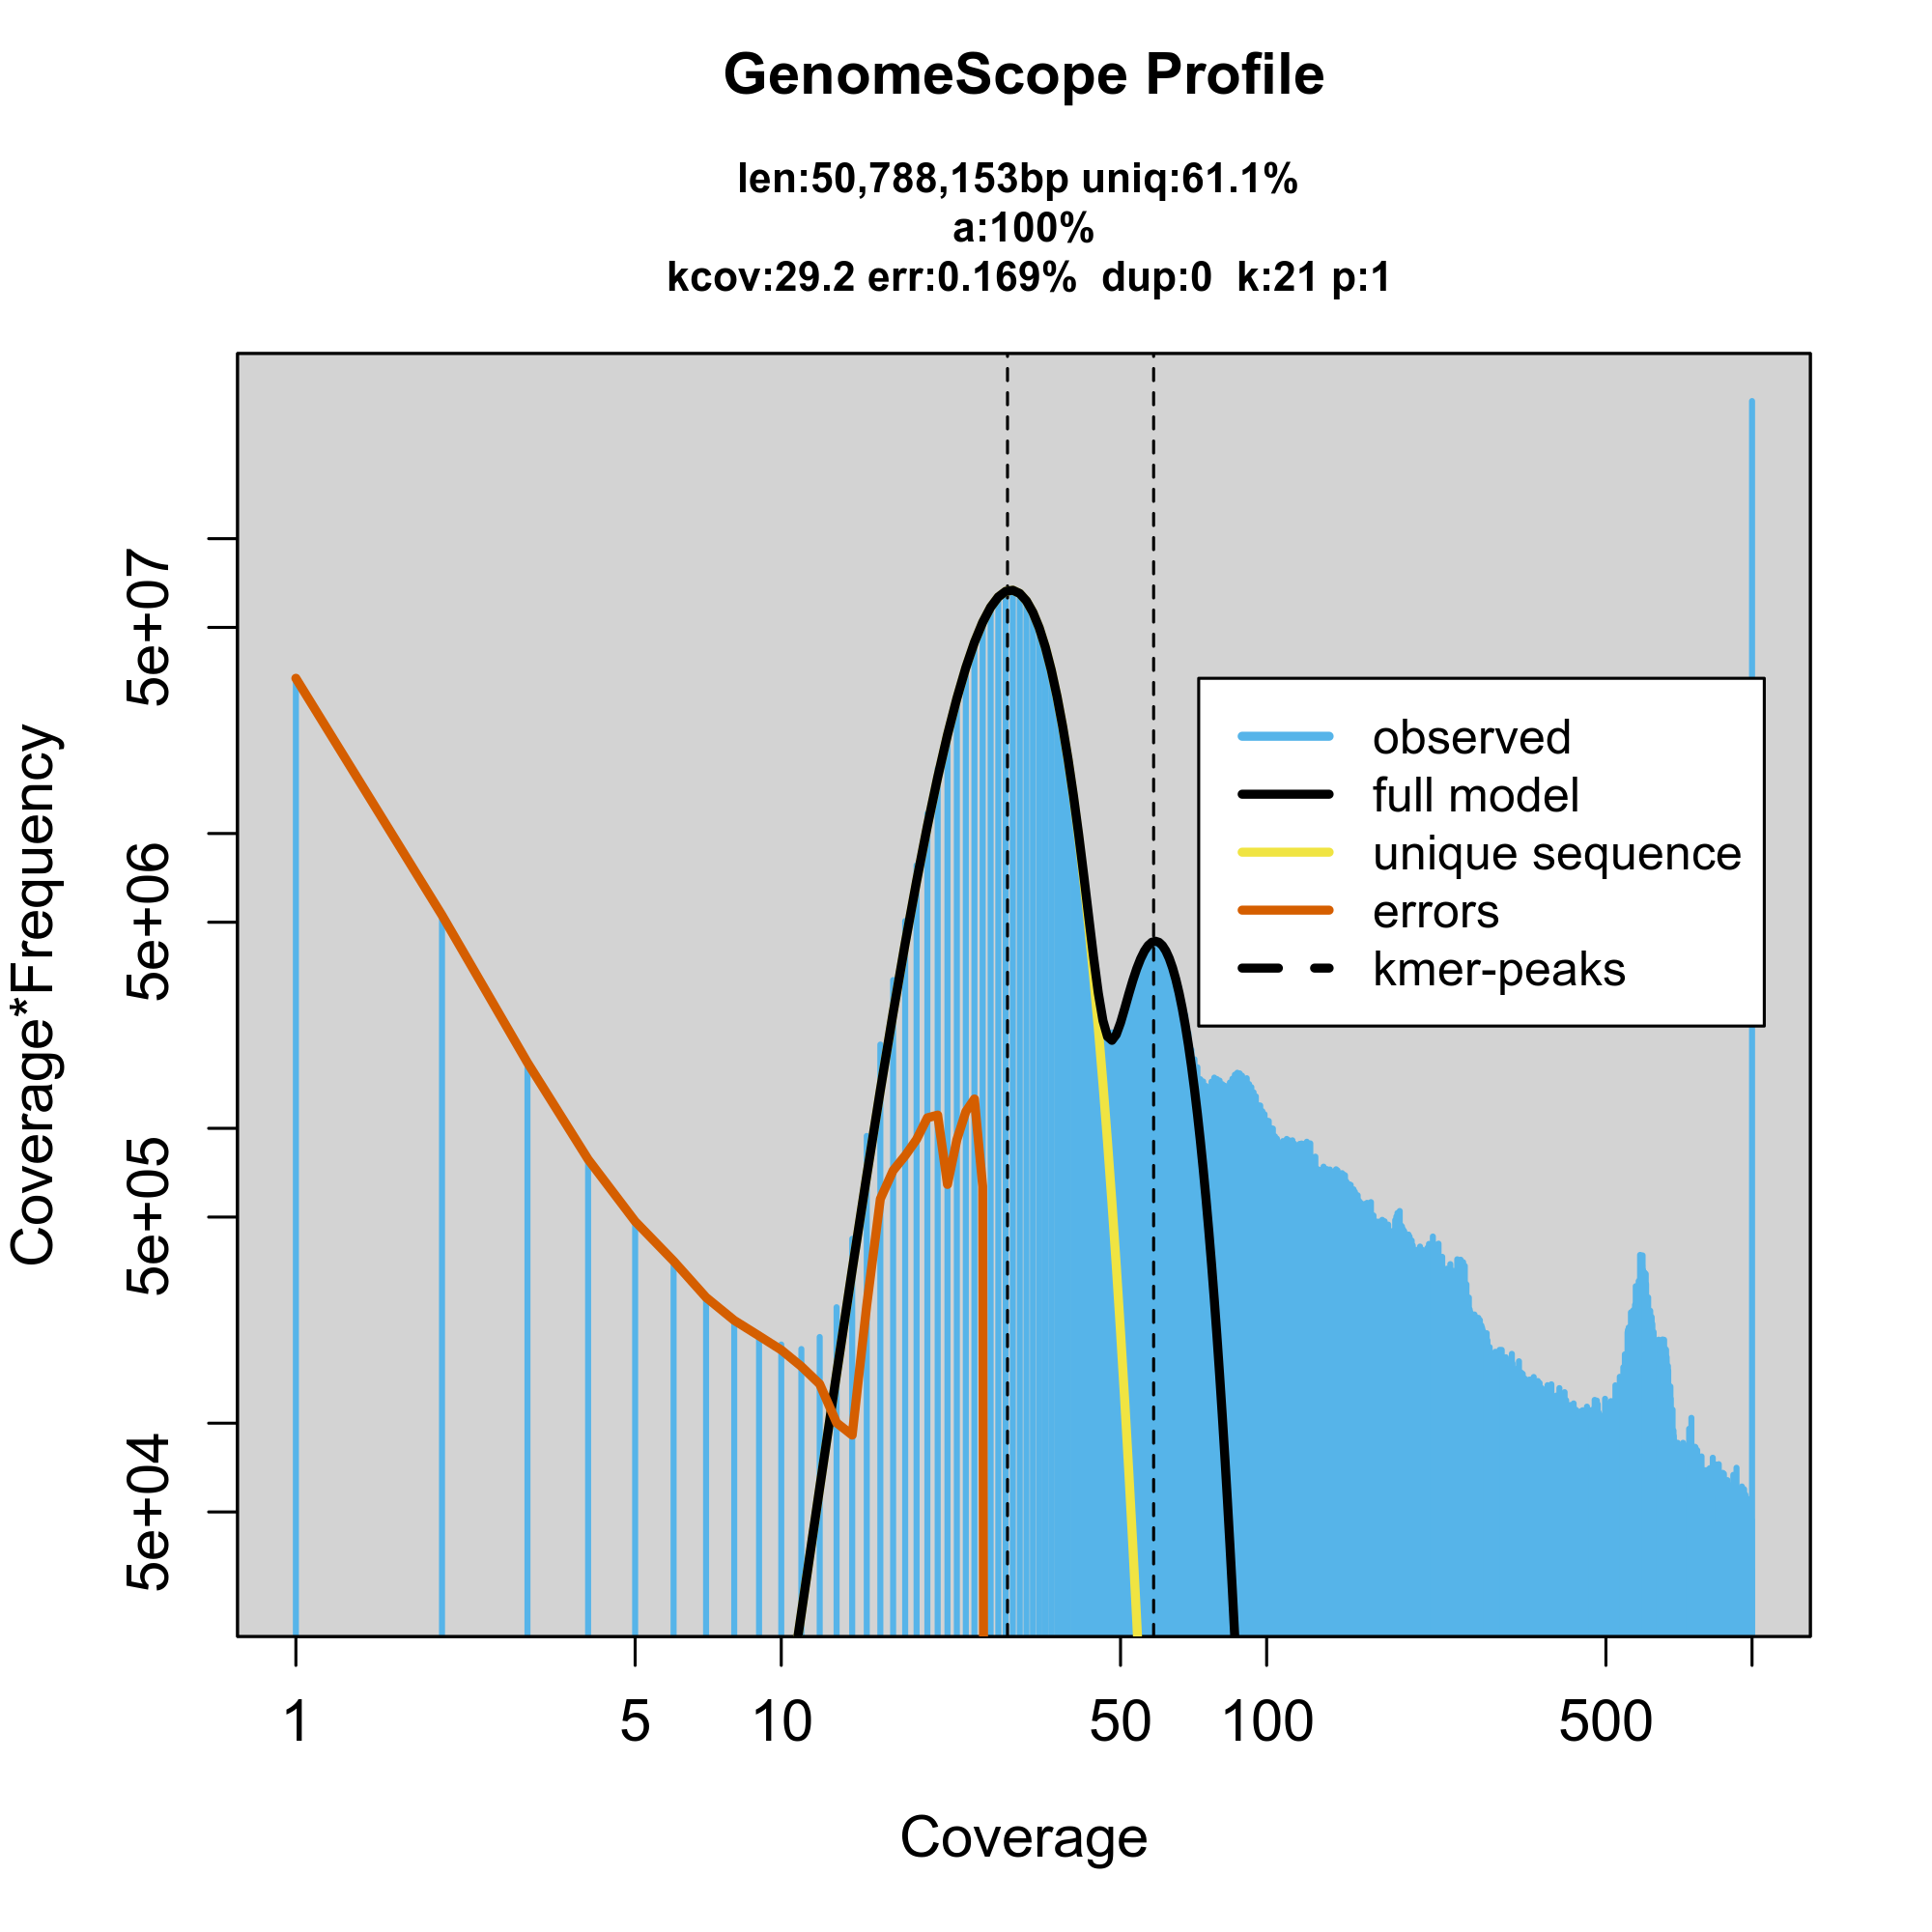 GenomeScope Profile
len:50,788,153bp uniq:61.1%
a:100%
kcov:29.2 err:0.169% dup:0 k:21 p:1
Coverage*Frequency
5e+07
5e+06
5e+05
5e+04
observed
full model
unique sequence
errors
kmer-peaks
1 5 10 50 100 500
Coverage